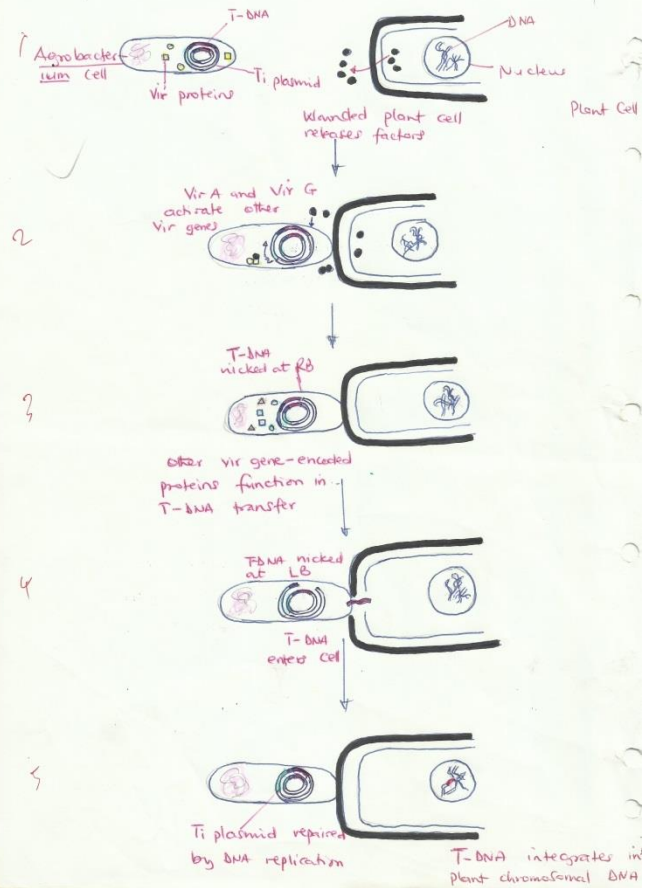 1
T-DNA
DNA
Agrobacter-
ium cell
Vir proteins
Ti plasmid
Nucleus
Plant Cell
Wounded plant cell
releases factors
2
Vir A and Vir G
activate other
Vir genes
3
T-DNA
nicked at RB
other vir gene-encoded
proteins function in
T-DNA transfer
4
T-DNA nicked
at LB
T-DNA
enters cell
5
Ti plasmid repaired
by DNA replication
T-DNA integrates in
plant chromosomal DNA